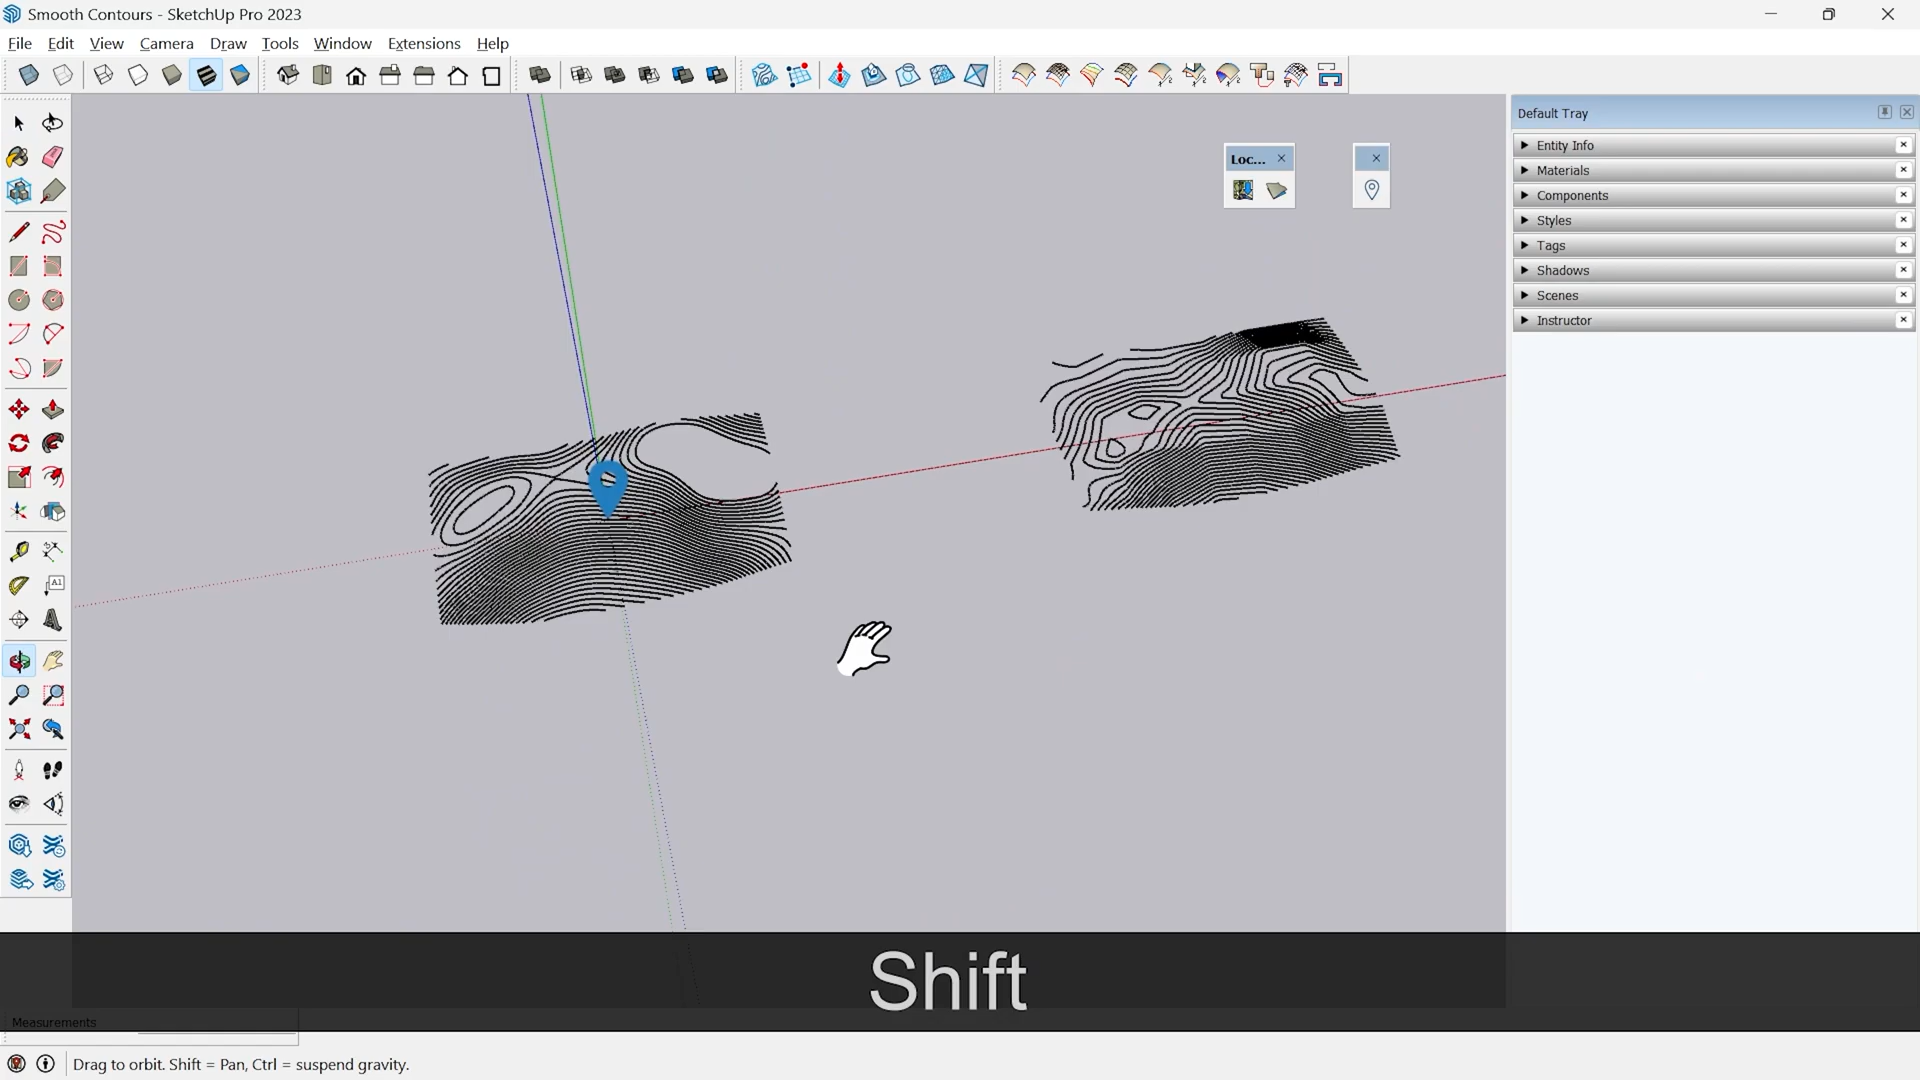 Smooth Contours - SketchUp Pro 2023
File Edit View Camera Draw Tools Window Extensions Help
Default Tray
Entity Info
Loc...
Materials
Components
A1
Styles
Tags
Shadows
Scenes
Instructor
Shift
Measurements
Drag to orbit. Shift = Pan, Ctrl = suspend gravity.